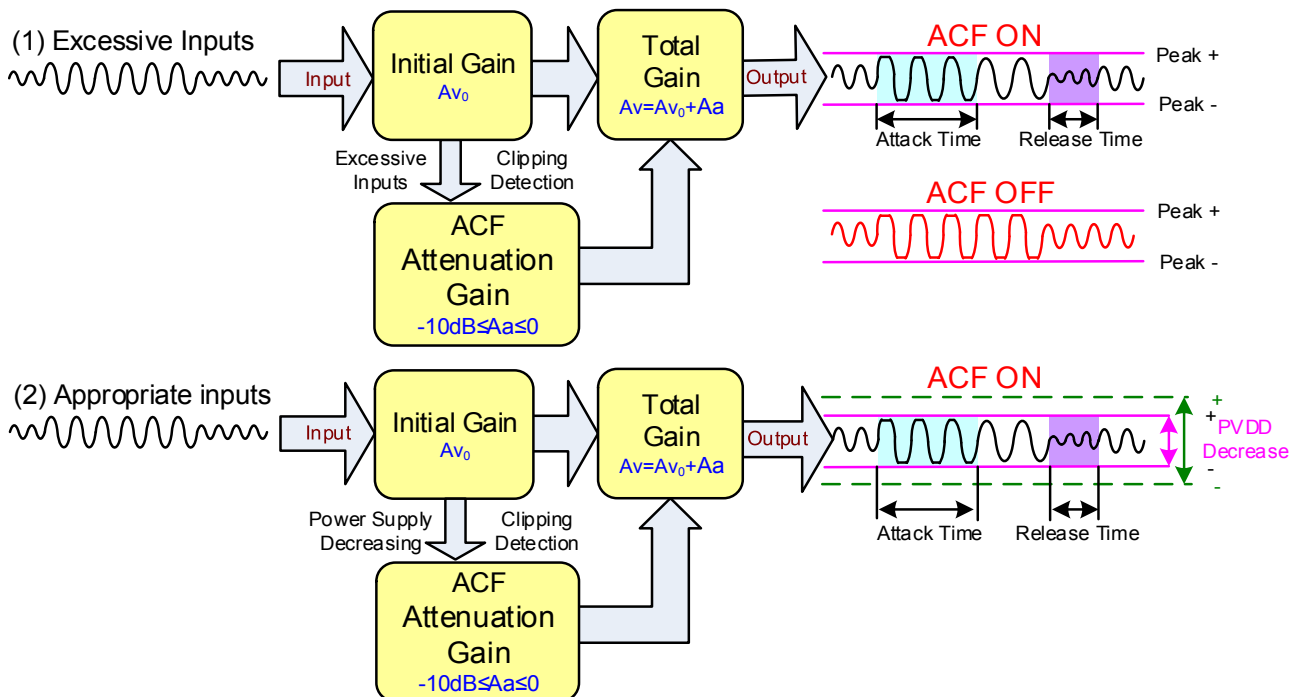 (1) Excessive Inputs
Input
Initial Gain
Av0
Total
Gain
Av=Av0+Aa
Output
ACF ON
Peak +
Peak -
Attack Time
Release
Time
Excessive
Inputs
Clipping
Detection
ACF
Attenuation
Gain
-10dB≤Aa≤0
ACF OFF
Peak +
Peak -
(2) Appropriate inputs
Input
Initial Gain
Av0
Total
Gain
Av=Av0+Aa
Output
ACF ON
+
+
PVDD
Decrease
-
-
Attack Time
Release Time
Power Supply
Decreasing
Clipping
Detection
ACF
Attenuation
Gain
-10dB≤Aa≤0